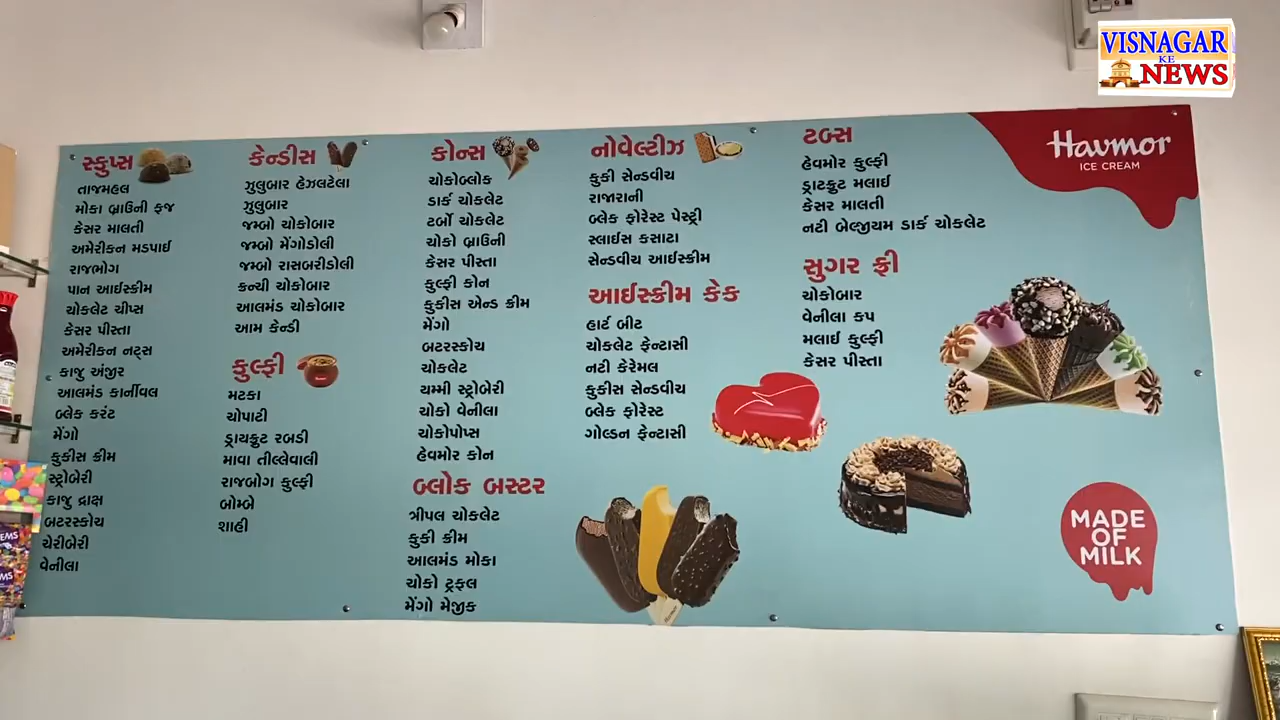 VISNAGAR
KE
NEWS
Havmor
ICE CREAM
સ્કુપ્સ
તાજમહલ
મોકા બ્રાઉની ફજ
કેસર માલતી
અમેરીકન મડપાઈ
રાજભોગ
પાન આઈસ્ક્રીમ
ચોકલેટ ચીપ્સ
કેસર પીસ્તા
અમેરીકન નટ્સ
કાજુ અંજીર
આલમંડ કાર્નીવલ
બ્લેક કરંટ
મેંગો
કુકીસ ક્રીમ
સ્ટ્રોબેરી
કાજુ દ્રાક્ષ
બટરસ્કોચ
ચેરીબેરી
વેનીલા
કેન્ડીસ
ઝુલુબાર હેઝલટેલા
ઝુલુબાર
જમ્બો ચોકોબાર
જમ્બો મેંગોડોલી
જમ્બો રાસબરીડોલી
ક્રન્ચી ચોકોબાર
આલમંડ ચોકોબાર
આમ કેન્ડી
કુલ્ફી
મટકા
ચોપાટી
ડ્રાયફ્રુટ રબડી
માવા તીલ્લેવાલી
રાજબોગ કુલ્ફી
બોમ્બે
શાહી
કોન્સ
ચોકોબ્લોક
ડાર્ક ચોકલેટ
ટર્બો ચોકલેટ
ચોકો બ્રાઉની
કેસર પીસ્તા
કુલ્ફી કોન
કુકીસ એન્ડ ક્રીમ
મેંગો
બટરસ્કોચ
ચોકલેટ
યમ્મી સ્ટ્રોબેરી
ચોકો વેનીલા
ચોકોપોપ્સ
હેવમોર કોન
બ્લોક બસ્ટર
ત્રીપલ ચોકલેટ
કુકી ક્રીમ
આલમંડ મોકા
ચોકો ટ્રફલ
મેંગો મેજીક
નોવેલ્ટીઝ
કુકી સેન્ડવીચ
રાજારાની
બ્લેક ફોરેસ્ટ પેસ્ટ્રી
સ્લાઈસ કસાટા
સેન્ડવીચ આઈસ્ક્રીમ
આઈસ્ક્રીમ કેક
હાર્ટ બીટ
ચોકલેટ ફેન્ટાસી
નટી કેરેમલ
કુકીસ સેન્ડવીચ
બ્લેક ફોરેસ્ટ
ગોલ્ડન ફેન્ટાસી
ટબ્સ
હેવમોર કુલ્ફી
ડ્રાટફ્રુટ મલાઈ
કેસર માલતી
નટી બેલ્જીયમ ડાર્ક ચોકલેટ
સુગર ફ્રી
ચોકોબાર
વેનીલા કપ
મલાઈ કુલ્ફી
કેસર પીસ્તા
MADE
OF
MILK